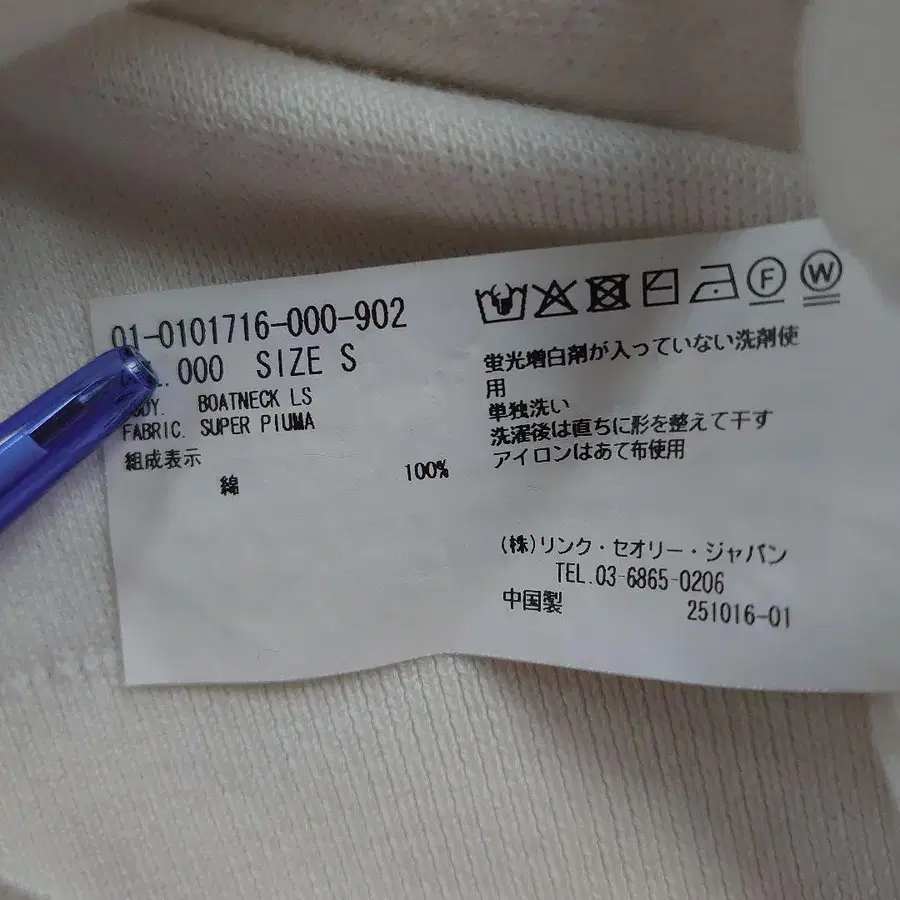 01-0101716-000-902
.000 SIZE S
BOATNECK LS
FABRIC. SUPER PIUMA
組成表示
綿 100%
F W
蛍光増白剤が入っていない洗剤使
用
単独洗い
洗濯後は直ちに形を整えて干す
アイロンはあて布使用
(株)リンク・セオリー・ジャパン
TEL.03-6865-0206
中国製 251016-01